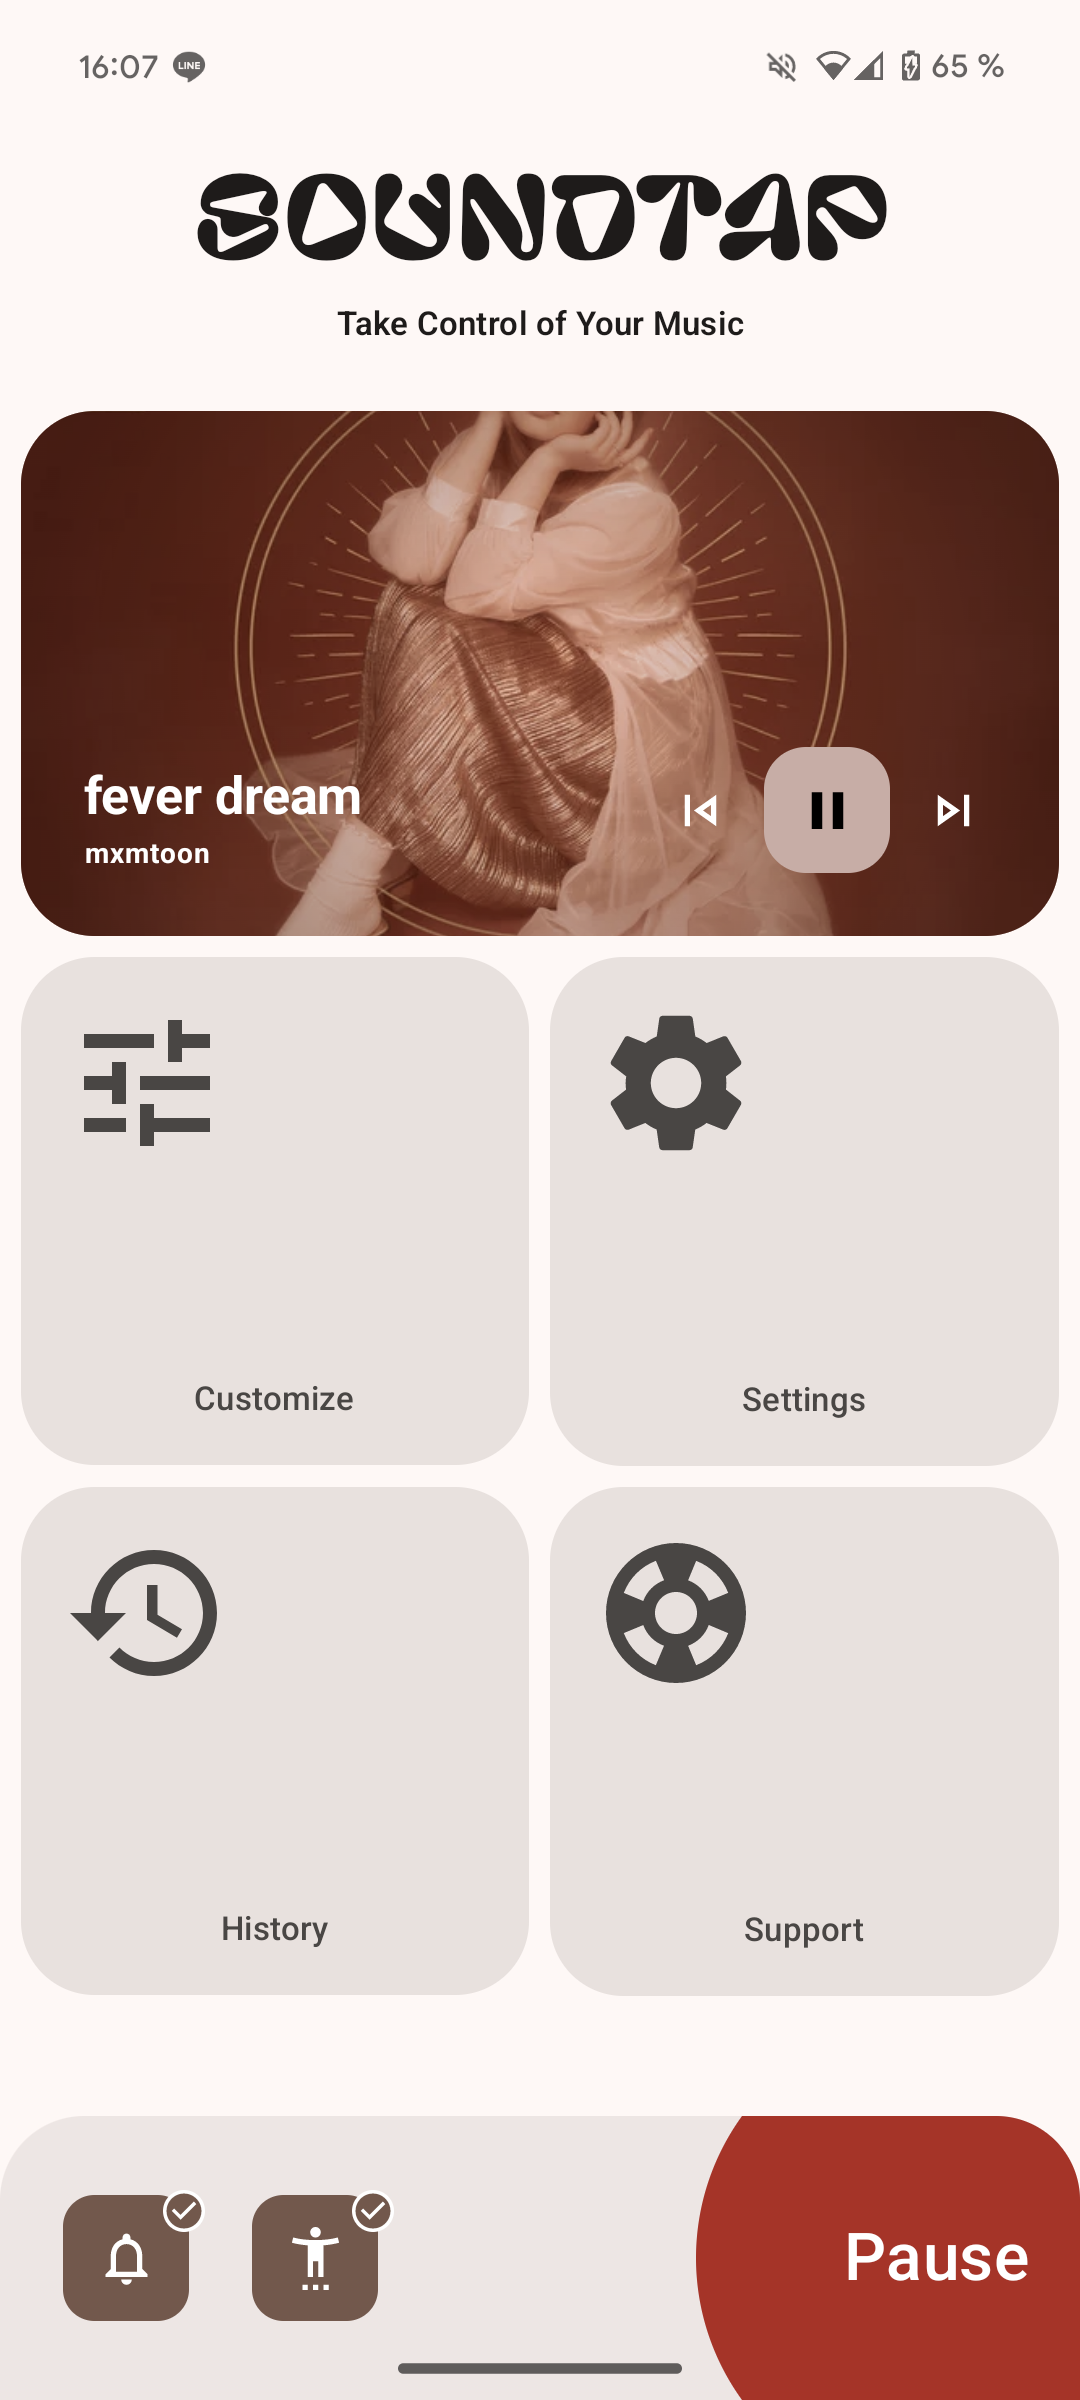 16:07 LINE 65 %
SOUNDTAP
Take Control of Your Music
fever dream
mxmtoon
Customize
Settings
History
Support
Pause